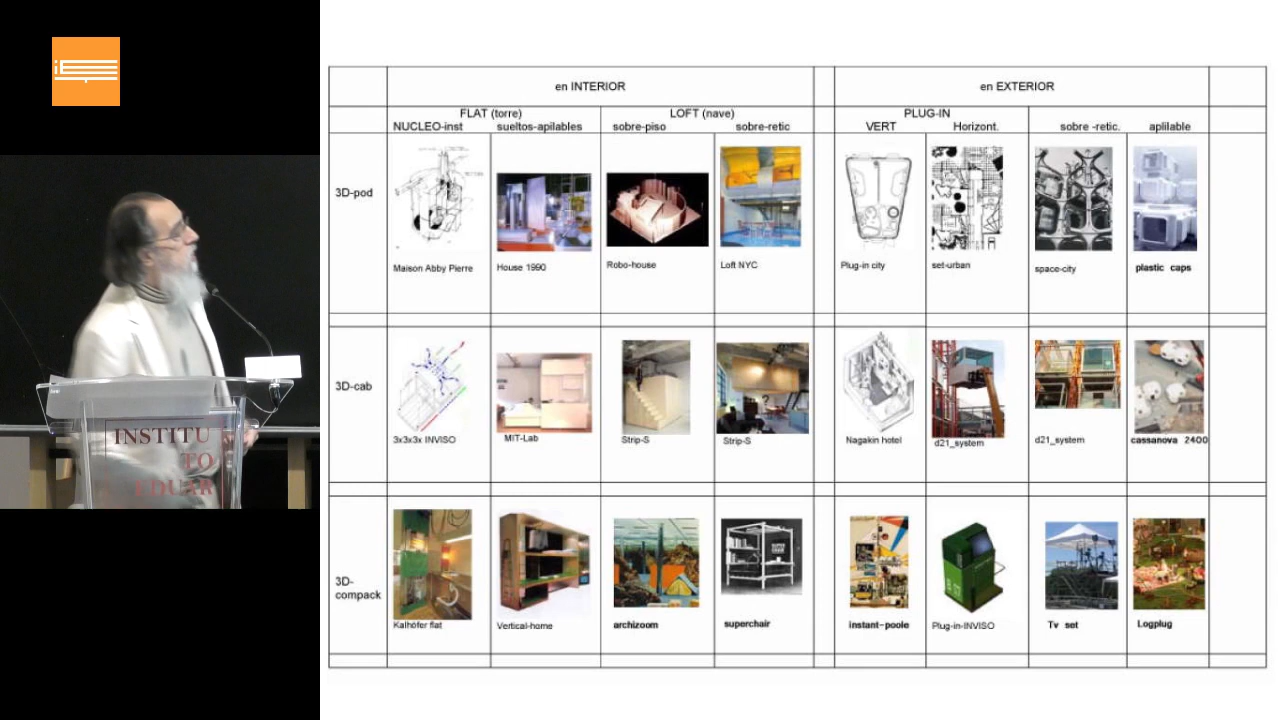 en INTERIOR
en EXTERIOR
FLAT (torre)
LOFT (nave)
PLUG-IN
NUCLEO-inst
sueltos-apilables
sobre-piso
sobre-retic
VERT
Horizont.
sobre -retic.
aplilable
3D-pod
Maison Abby Pierre
House 1990
Robo-house
Loft NYC
Plug-in city
set-urban
space-city
plastic caps
3D-cab
3x3x3x INVISO
MIT-Lab
Strip-S
Strip-S
Nagakin hotel
d21_system
d21_system
cassanova 2400
3D-
compack
Kalhöfer flat
Vertical-home
archizoom
superchair
instant-poole
Plug-in-INVISO
Tv set
Logplug
SUPER
CHAIR
INSTITU
TO
EDUAR